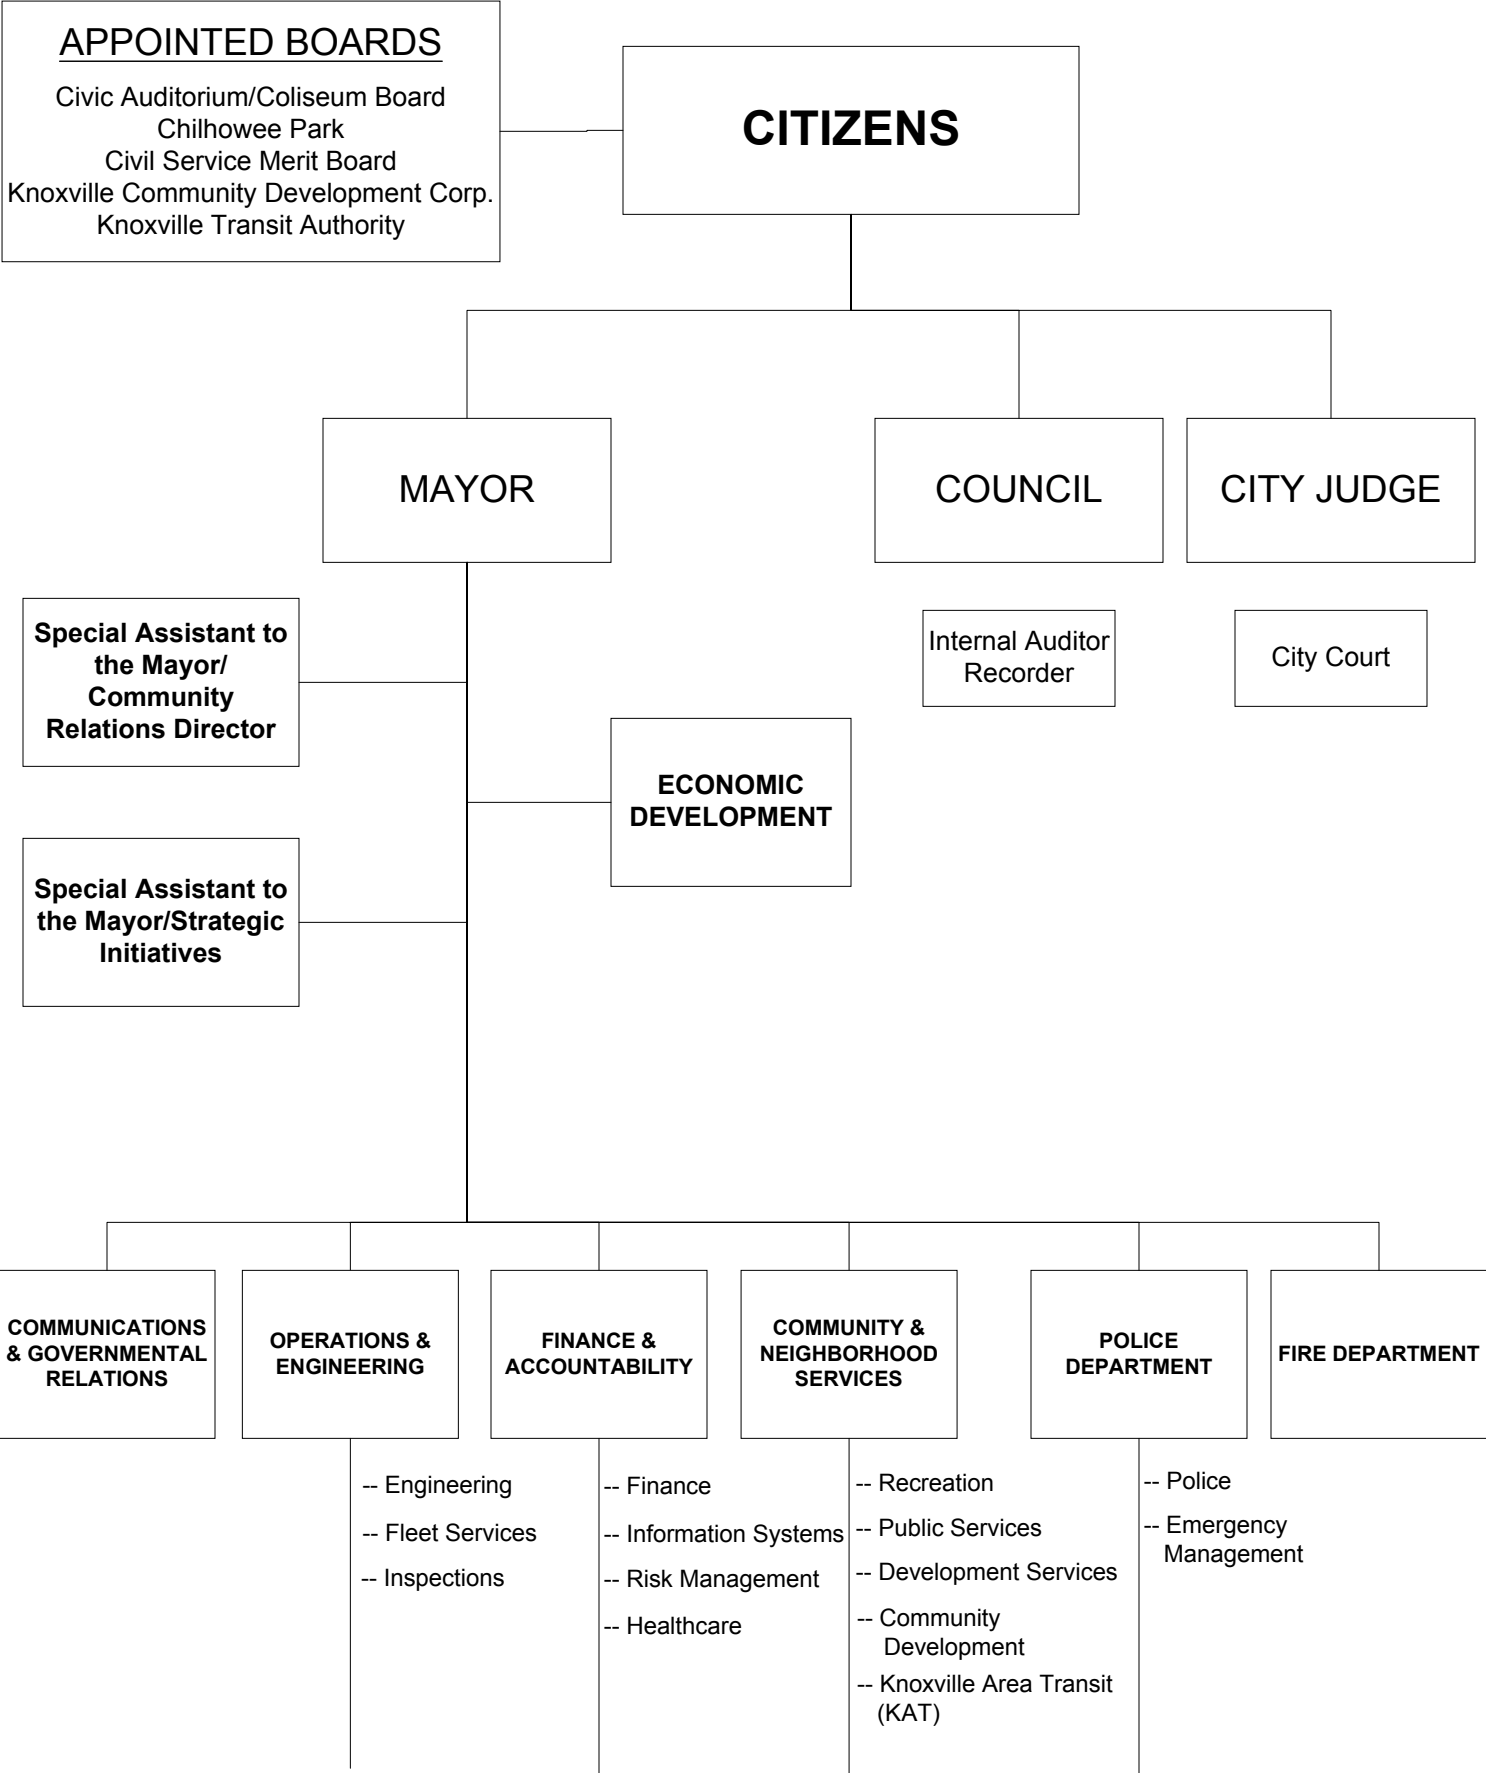 APPOINTED BOARDS
Civic Auditorium/Coliseum Board
Chilhowee Park
Civil Service Merit Board
Knoxville Community Development Corp.
Knoxville Transit Authority
CITIZENS
MAYOR
COUNCIL
CITY JUDGE
Special Assistant to
the Mayor/
Community
Relations Director
Internal Auditor
Recorder
City Court
ECONOMIC
DEVELOPMENT
Special Assistant to
the Mayor/Strategic
Initiatives
COMMUNICATIONS
& GOVERNMENTAL
RELATIONS
OPERATIONS &
ENGINEERING
FINANCE &
ACCOUNTABILITY
COMMUNITY &
NEIGHBORHOOD
SERVICES
POLICE
DEPARTMENT
FIRE DEPARTMENT
-- Engineering
-- Fleet Services
-- Inspections
-- Finance
-- Information Systems
-- Risk Management
-- Healthcare
-- Recreation
-- Public Services
-- Development Services
-- Community
Development
-- Knoxville Area Transit
(KAT)
-- Police
-- Emergency
Management